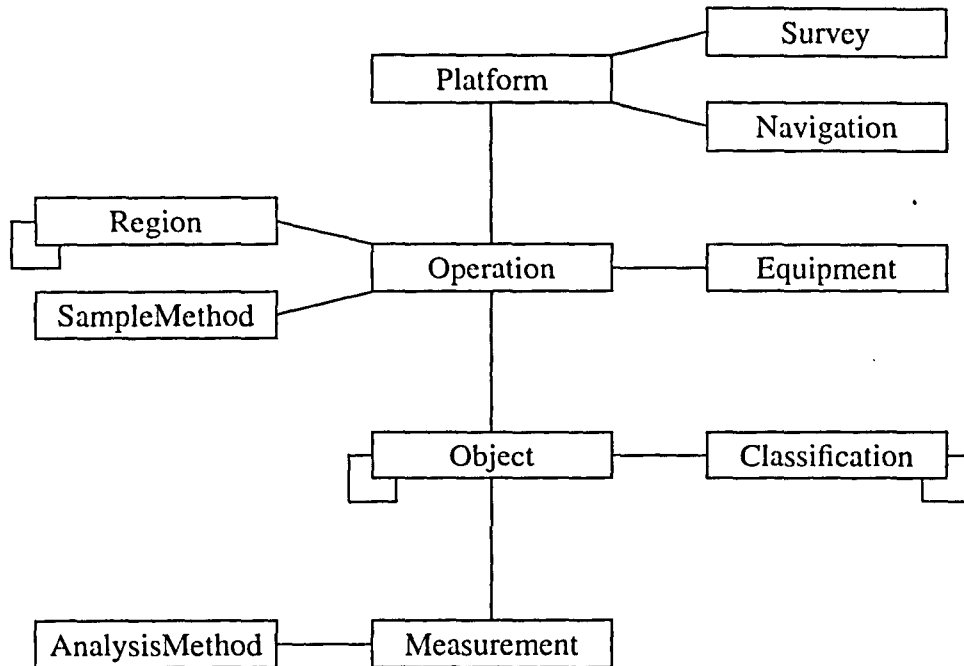 Survey
Platform
Navigation
Region
Operation
Equipment
SampleMethod
Object
Classification
AnalysisMethod
Measurement